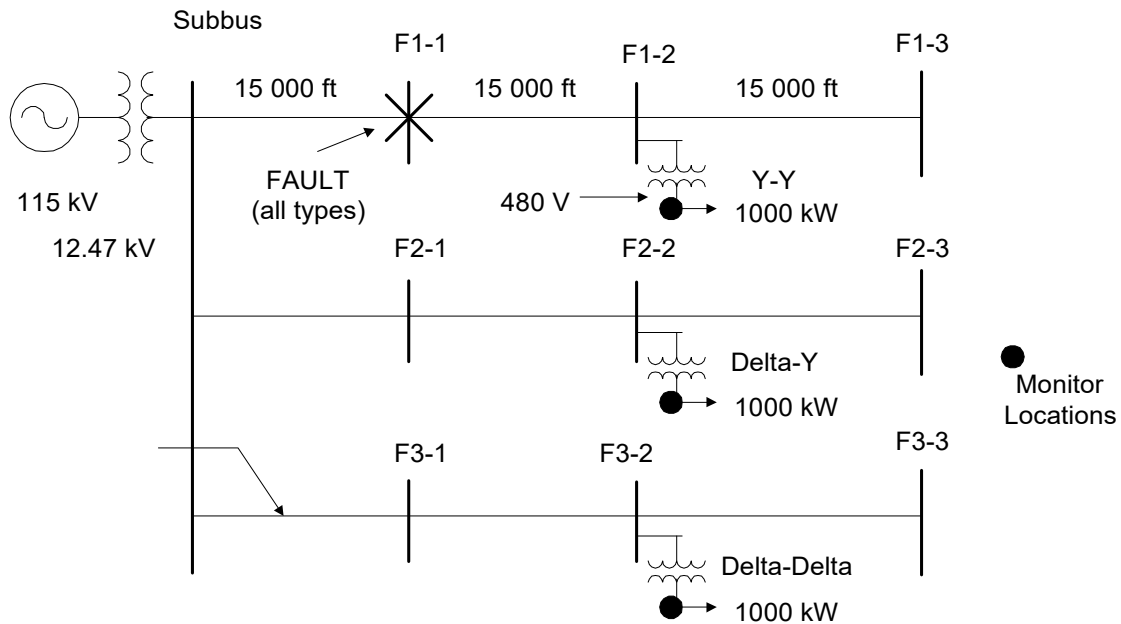 Subbus
F1-1
F1-2
F1-3
15 000 ft
15 000 ft
15 000 ft
FAULT
(all types)
115 kV
12.47 kV
480 V
Y-Y
1000 kW
F2-1
F2-2
F2-3
Delta-Y
1000 kW
Monitor
Locations
F3-1
F3-2
F3-3
Delta-Delta
1000 kW